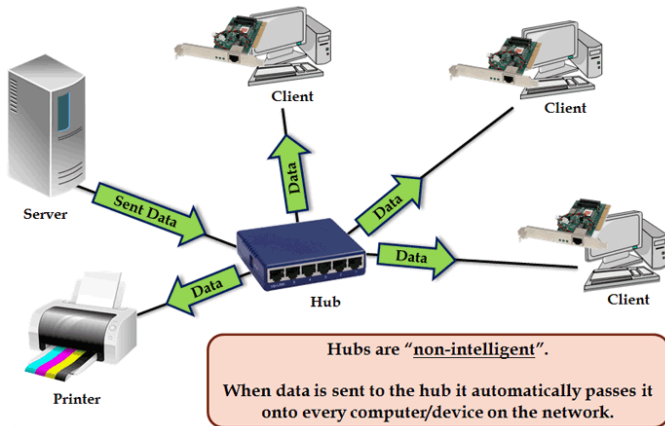 Client
Client
Server
Sent Data
Data
Data
Data
Data
Hub
Client
Printer
Hubs are “non-intelligent”.
When data is sent to the hub it automatically passes it
onto every computer/device on the network.